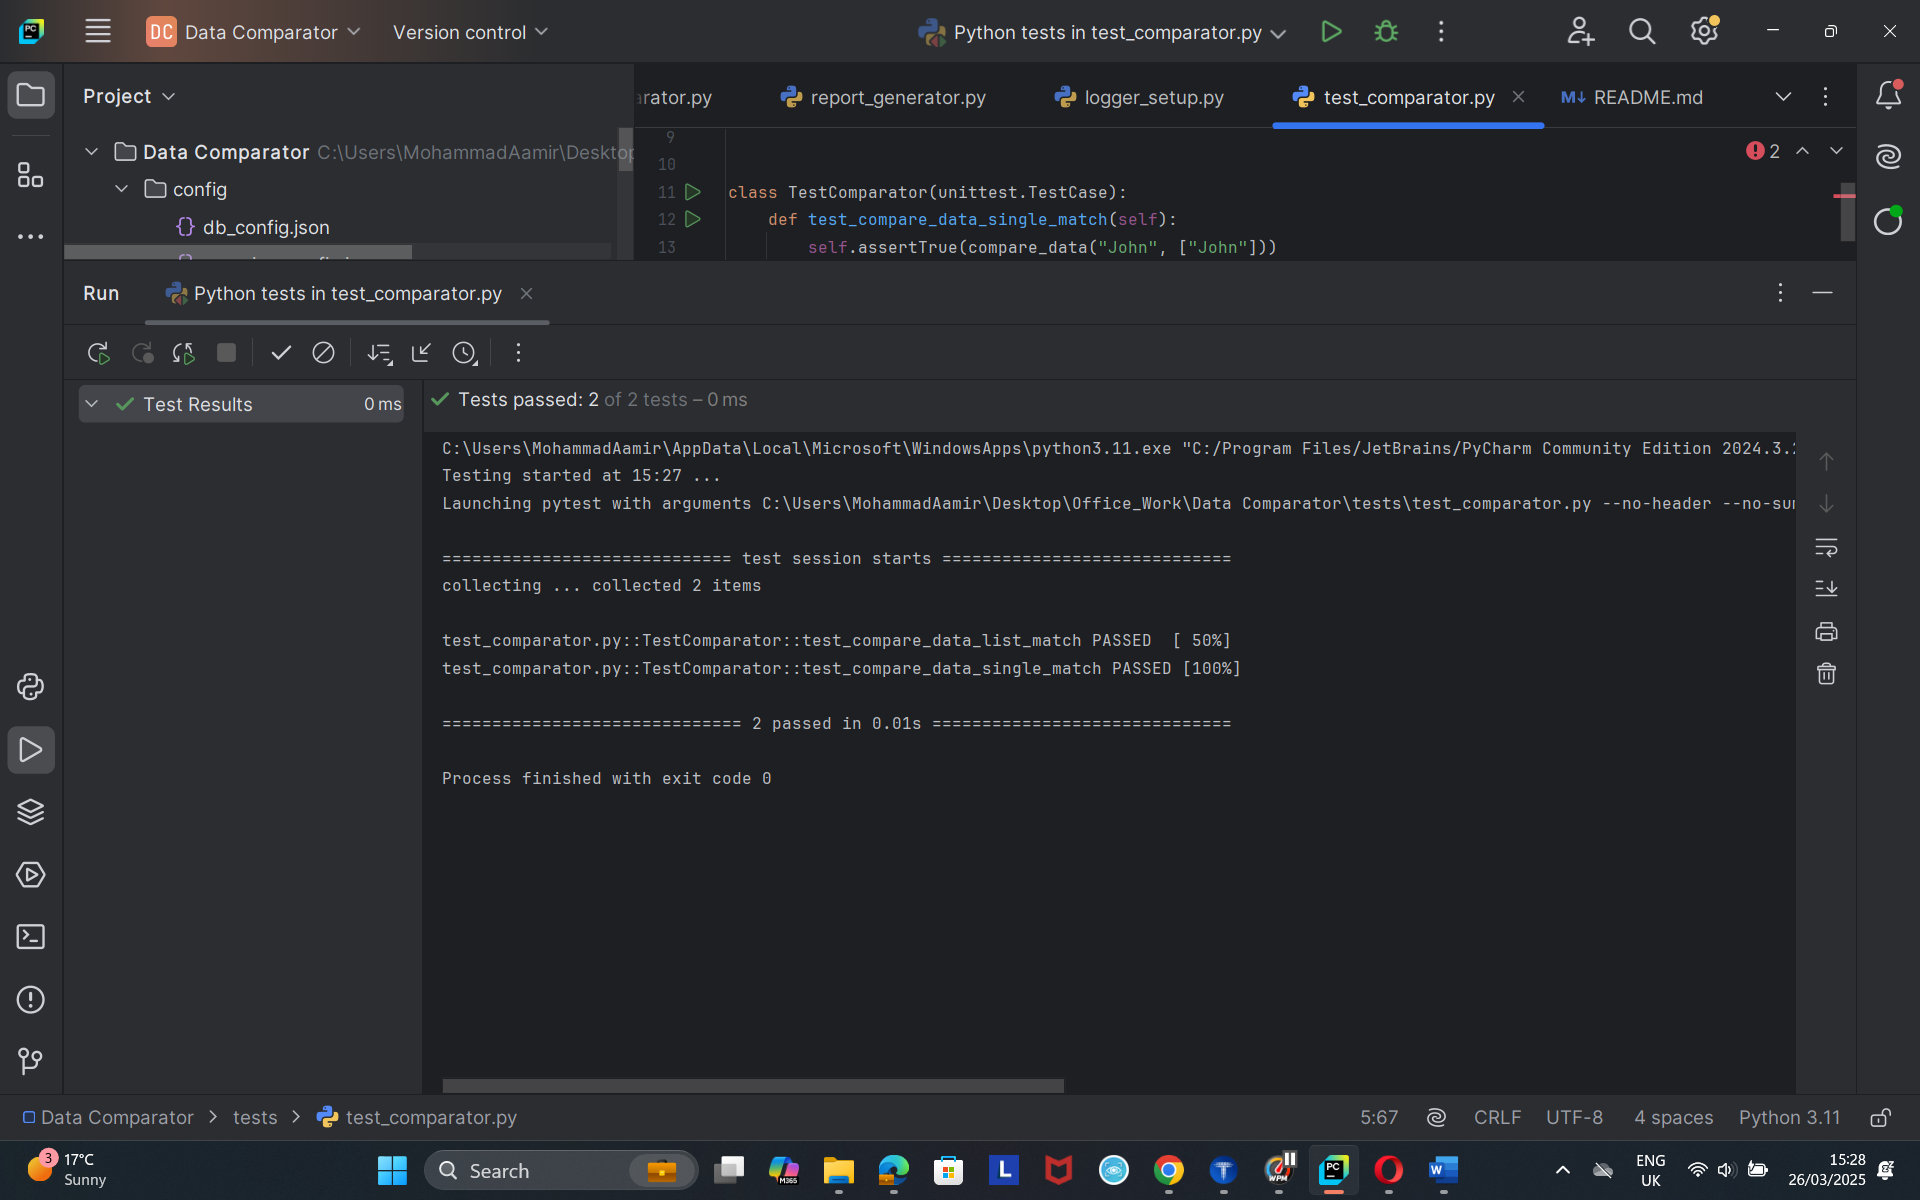 DC Data Comparator Version control Python tests in test_comparator.py
Project
rator.py report_generator.py logger_setup.py test_comparator.py README.md
Data Comparator C:\Users\MohammadAamir\Desktop
config
db_config.json
9
10
11 class TestComparator(unittest.TestCase):
12 def test_compare_data_single_match(self):
13 self.assertTrue(compare_data("John", ["John"]))
2
Run Python tests in test_comparator.py
Test Results 0 ms
Tests passed: 2 of 2 tests – 0 ms
C:\Users\MohammadAamir\AppData\Local\Microsoft\WindowsApps\python3.11.exe "C:/Program Files/JetBrains/PyCharm Community Edition 2024.3.
Testing started at 15:27 ...
Launching pytest with arguments C:\Users\MohammadAamir\Desktop\Office_Work\Data Comparator\tests\test_comparator.py --no-header --no-su
============================= test session starts =============================
collecting ... collected 2 items
test_comparator.py::TestComparator::test_compare_data_list_match PASSED [ 50%]
test_comparator.py::TestComparator::test_compare_data_single_match PASSED [100%]
============================== 2 passed in 0.01s ==============================
Process finished with exit code 0
Data Comparator > tests > test_comparator.py 5:67 CRLF UTF-8 4 spaces Python 3.11
3 17°C
Sunny
Search
M365
L
WPM
PC
W
ENG
UK
15:28
26/03/2025